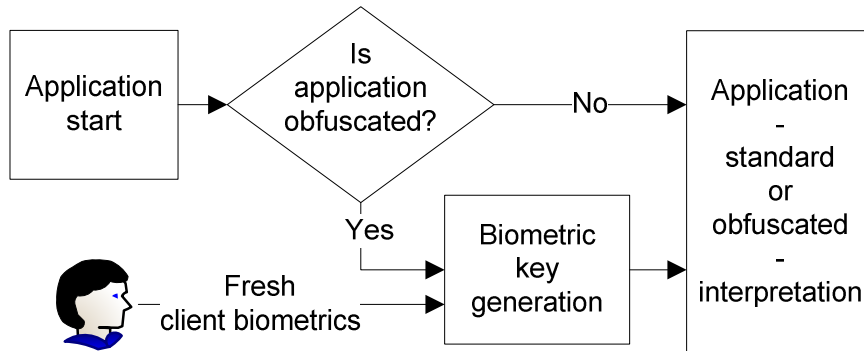 Application
start
Is
application
obfuscated?
No
Application
-
standard
or
obfuscated
-
interpretation
Yes
Biometric
key
generation
Fresh
client biometrics